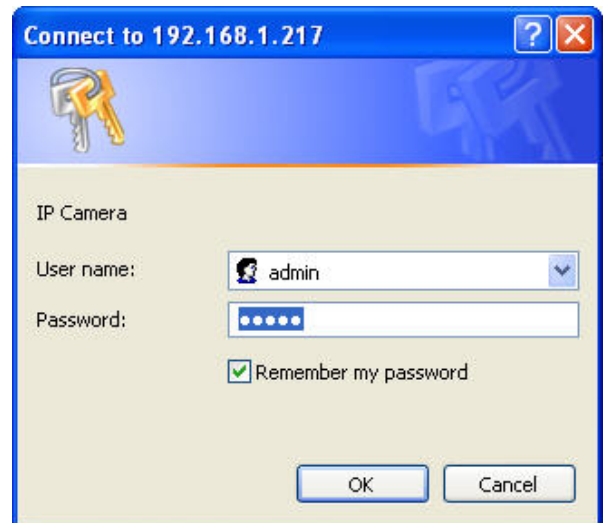 Connect to 192.168.1.217
?
IP Camera
User name:
admin
Password:
●●●●●
Remember my password
OK
Cancel